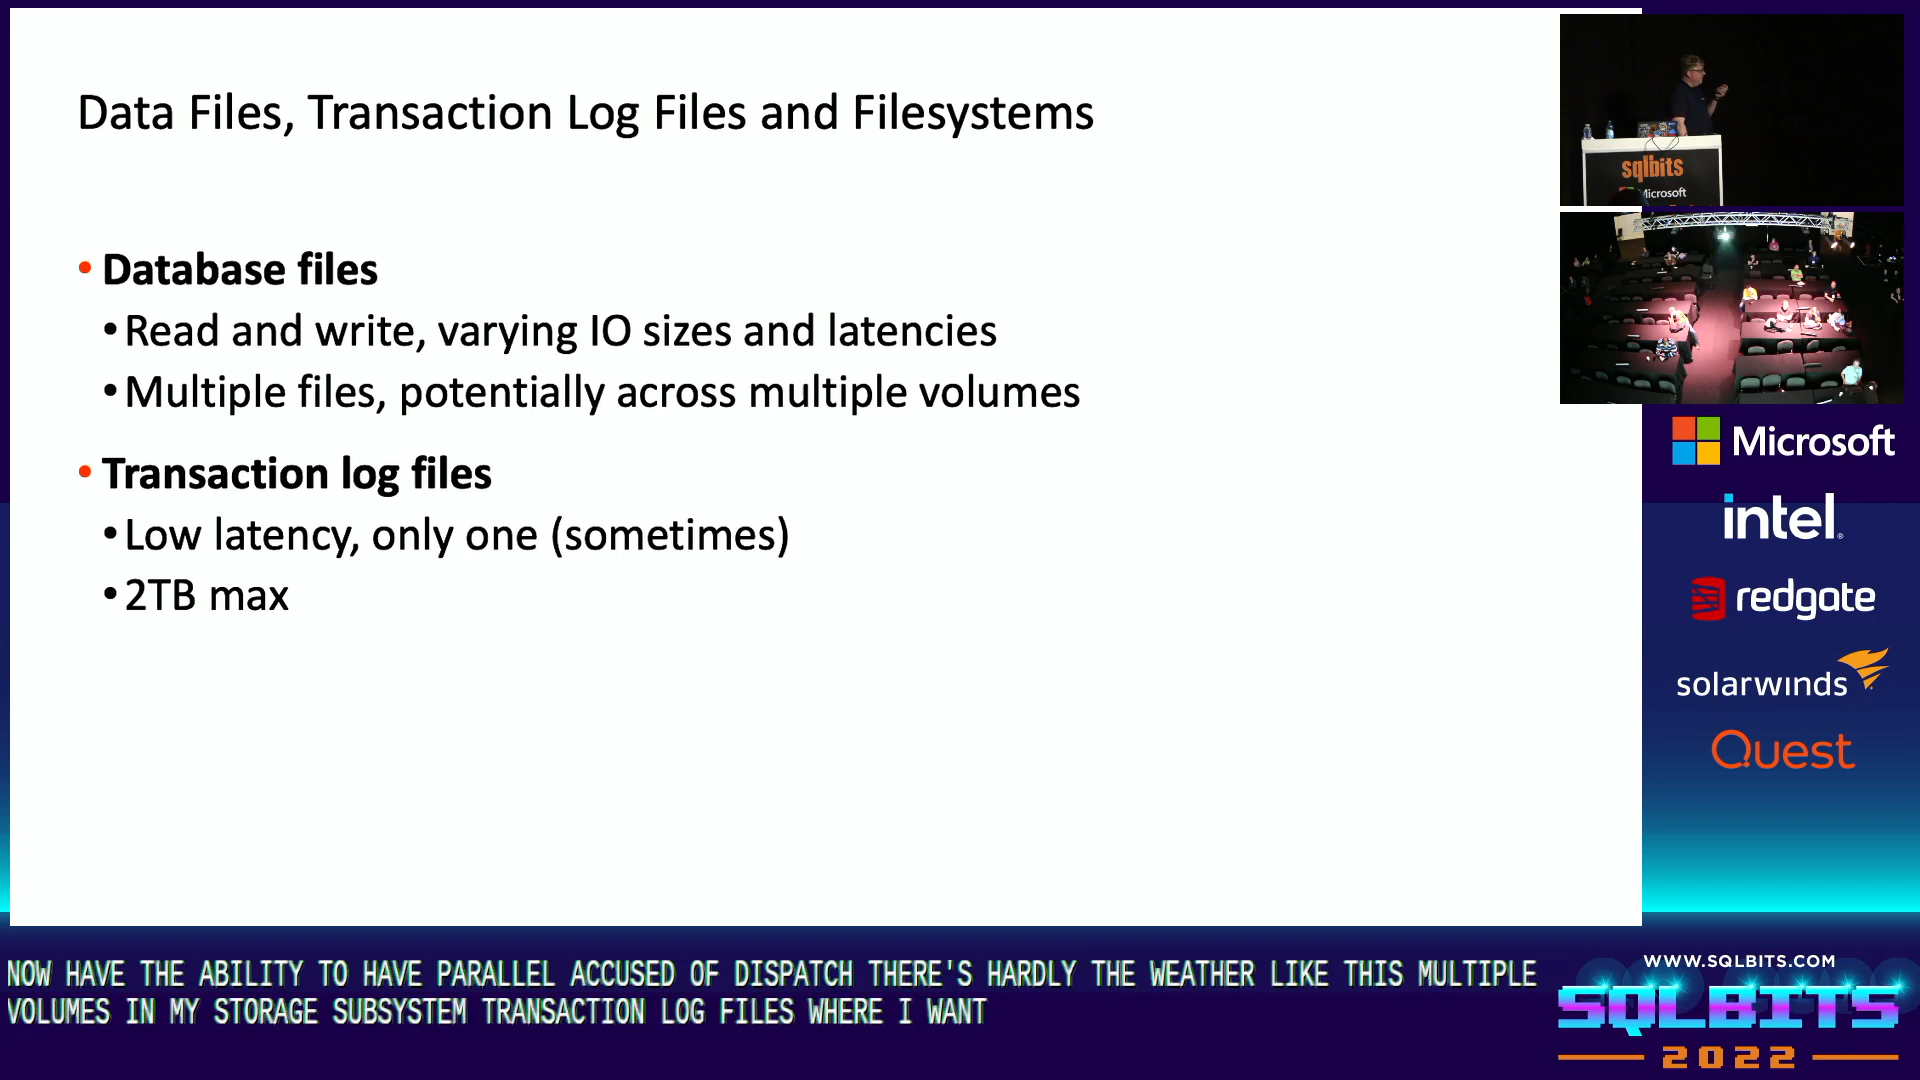 Data Files, Transaction Log Files and Filesystems
• Database files
• Read and write, varying IO sizes and latencies
• Multiple files, potentially across multiple volumes
• Transaction log files
• Low latency, only one (sometimes)
• 2TB max
sqlbits
Microsoft
Microsoft
intel.
redgate
solarwinds
Quest
NOW HAVE THE ABILITY TO HAVE PARALLEL ACCUSED OF DISPATCH THERE'S HARDLY THE WEATHER LIKE THIS MULTIPLE
VOLUMES IN MY STORAGE SUBSYSTEM TRANSACTION LOG FILES WHERE I WANT
WWW.SQLBITS.COM
SQLBITS
2022